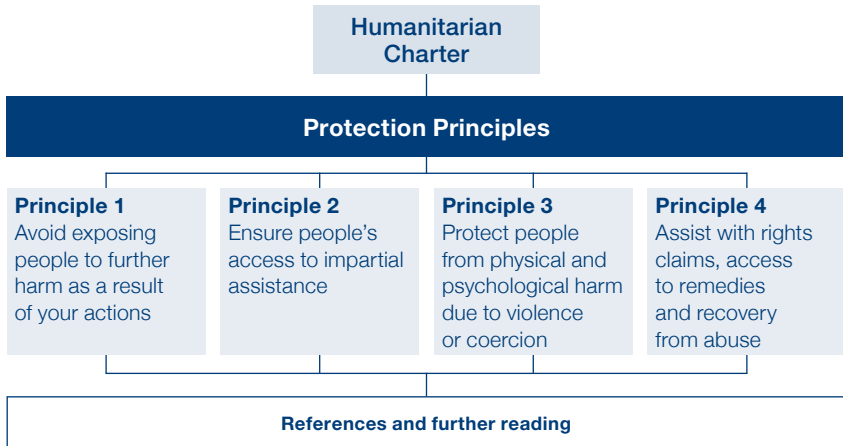 Humanitarian
Charter
Protection Principles
Principle 1
Avoid exposing
people to further
harm as a result
of your actions
Principle 2
Ensure people’s
access to impartial
assistance
Principle 3
Protect people
from physical and
psychological harm
due to violence
or coercion
Principle 4
Assist with rights
claims, access
to remedies
and recovery
from abuse
References and further reading